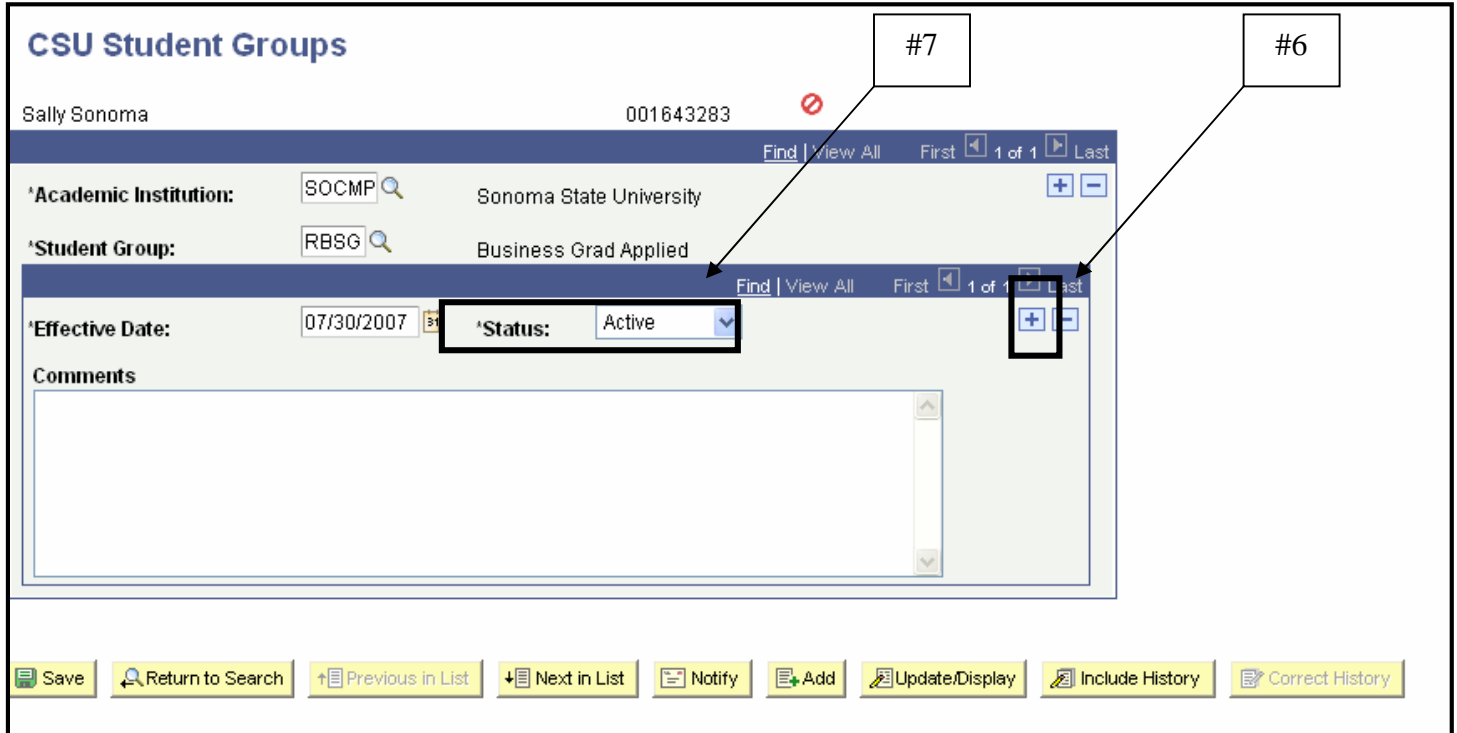 CSU Student Groups
#7
#6
Sally Sonoma 001643283
Find | View All First 1 of 1 Last
*Academic Institution: SOCMP Sonoma State University
*Student Group: RBSG Business Grad Applied
Find | View All First 1 of 1 Last
*Effective Date: 07/30/2007 31 *Status: Active
Comments
Save Return to Search Previous in List Next in List Notify Add Update/Display Include History Correct History